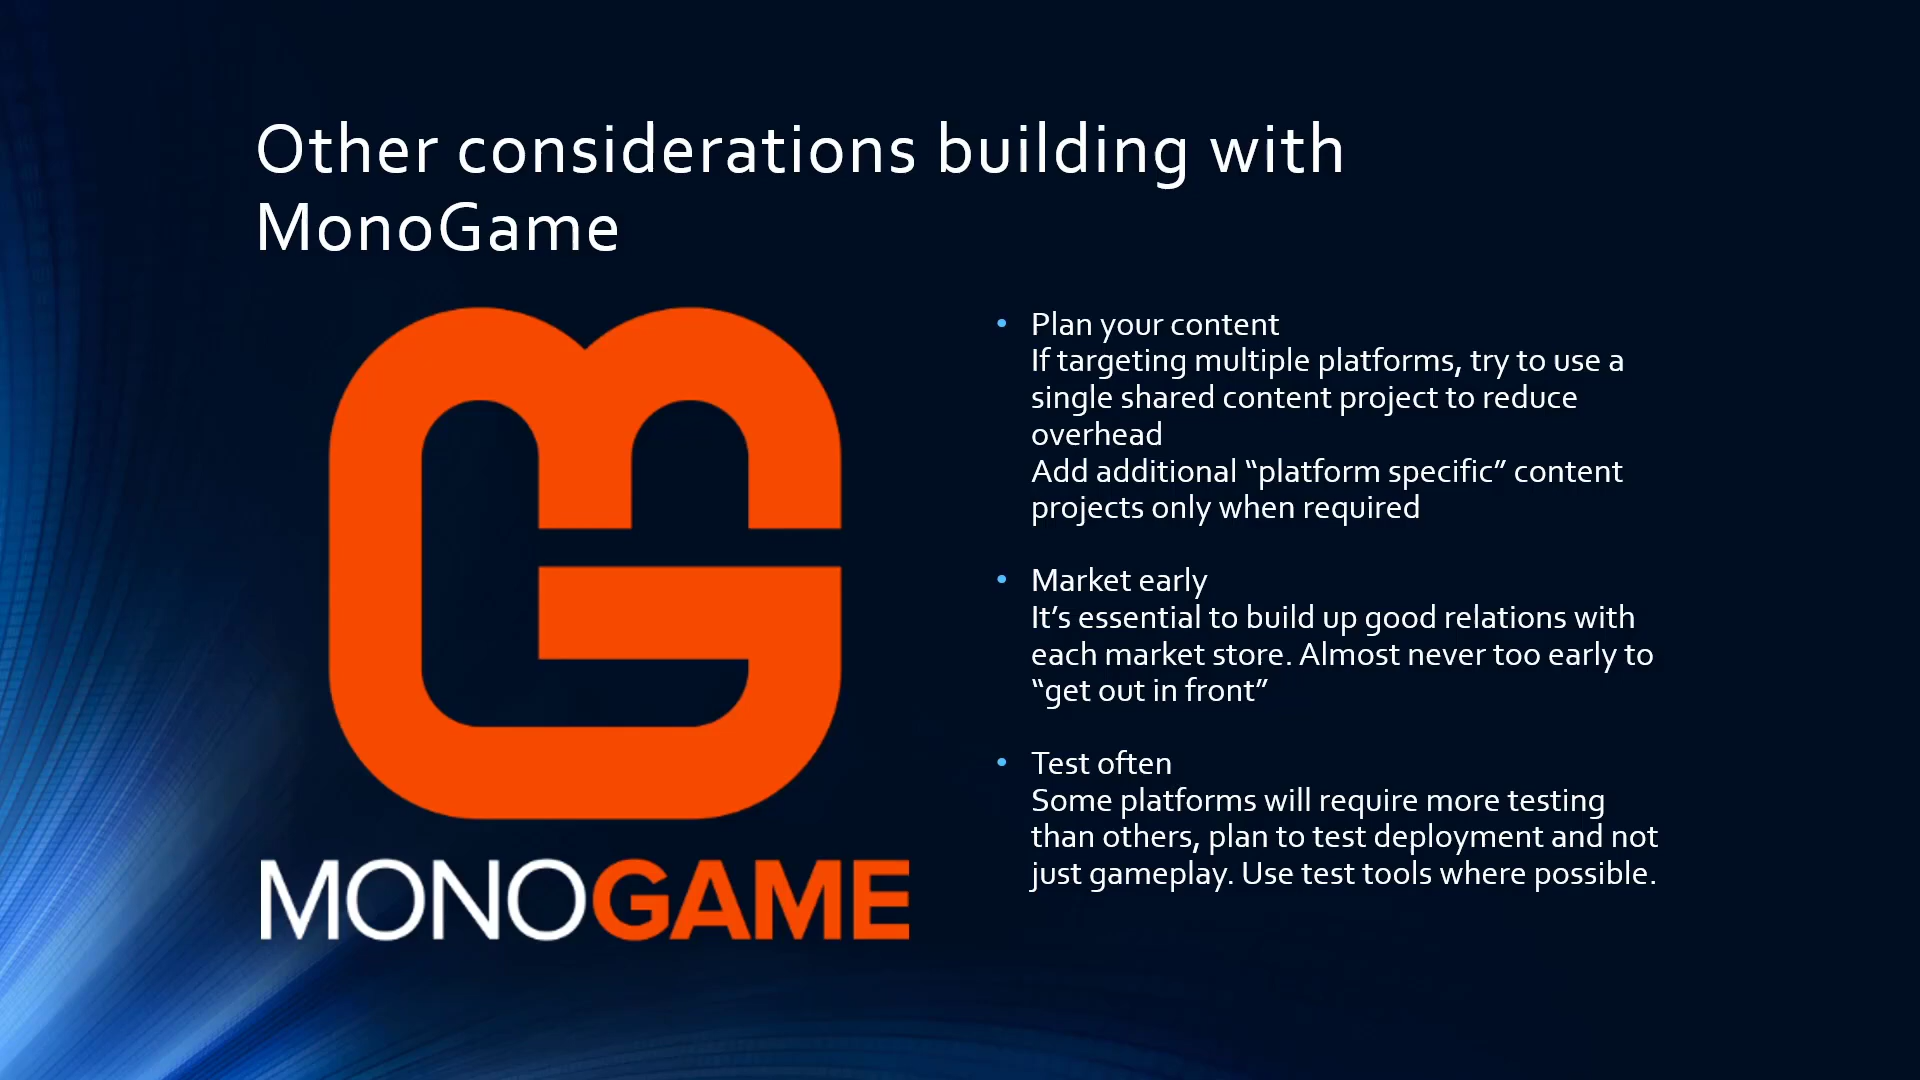 Other considerations building with
MonoGame
• Plan your content
If targeting multiple platforms, try to use a
single shared content project to reduce
overhead
Add additional “platform specific” content
projects only when required
• Market early
It’s essential to build up good relations with
each market store. Almost never too early to
“get out in front”
• Test often
Some platforms will require more testing
than others, plan to test deployment and not
just gameplay. Use test tools where possible.
MONOGAME